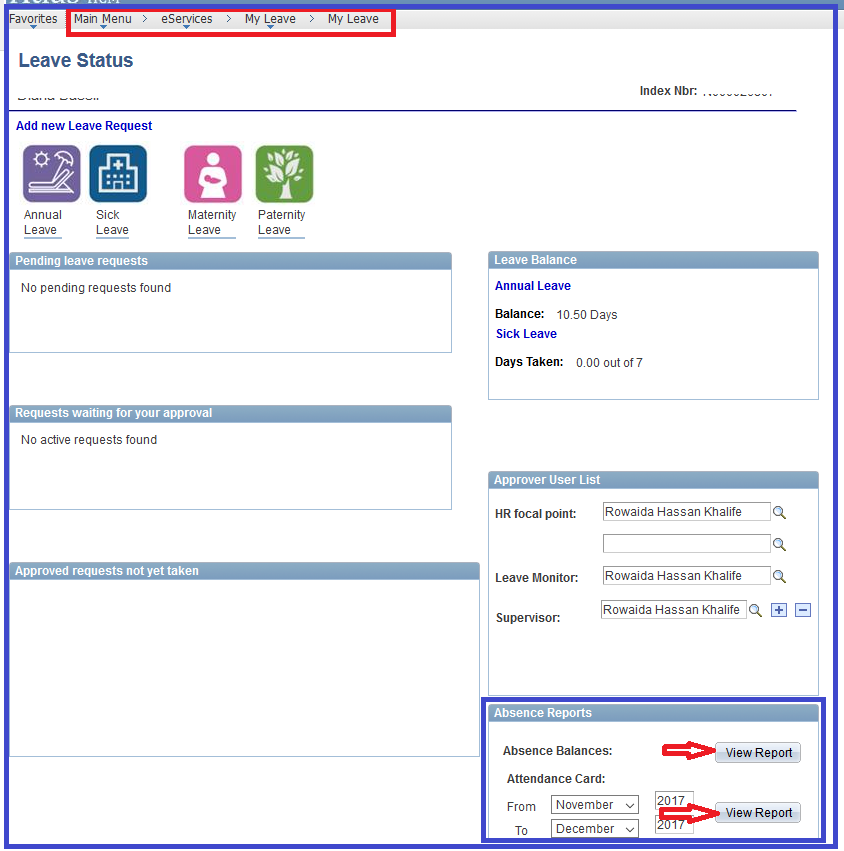 Favorites Main Menu > eServices > My Leave > My Leave
Leave Status
Index Nbr:
Add new Leave Request
Annual Leave
Sick Leave
Maternity Leave
Paternity Leave
Pending leave requests
No pending requests found
Leave Balance
Annual Leave
Balance: 10.50 Days
Sick Leave
Days Taken: 0.00 out of 7
Requests waiting for your approval
No active requests found
Approver User List
HR focal point: Rowaida Hassan Khalife
Leave Monitor: Rowaida Hassan Khalife
Supervisor: Rowaida Hassan Khalife
Approved requests not yet taken
Absence Reports
Absence Balances: View Report
Attendance Card:
From November 2017 View Report
To December 2017